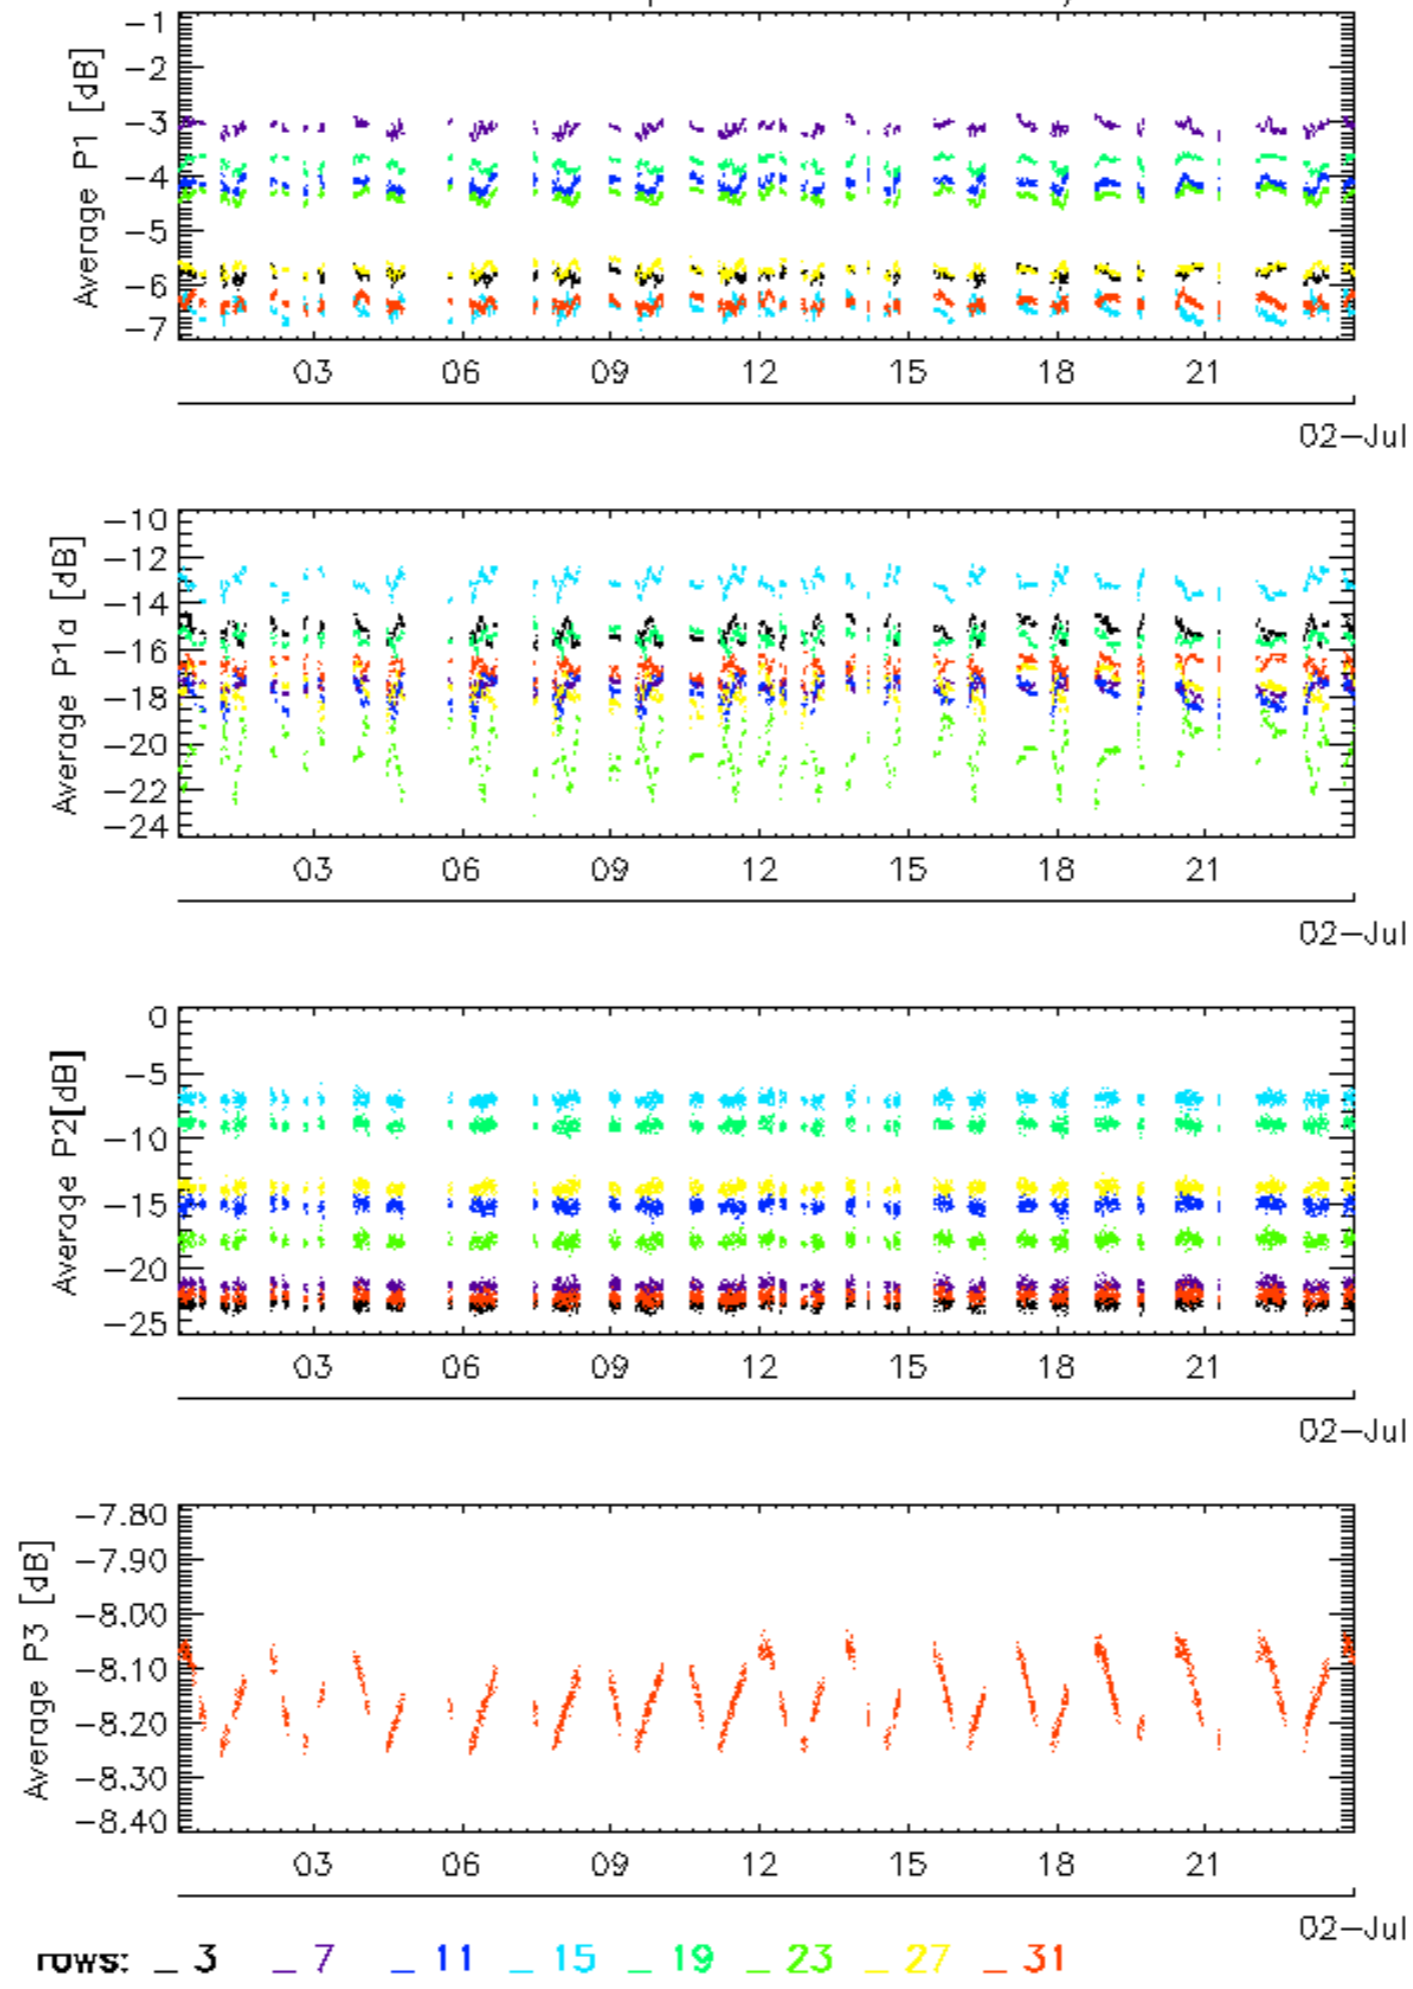 Average P1 [dB]
-1
-2
-3
-4
-5
-6
-7
03 06 09 12 15 18 21
02-Jul
Average P1a [dB]
-10
-12
-14
-16
-18
-20
-22
-24
03 06 09 12 15 18 21
02-Jul
Average P2[dB]
0
-5
-10
-15
-20
-25
03 06 09 12 15 18 21
02-Jul
Average P3 [dB]
-7.80
-7.90
-8.00
-8.10
-8.20
-8.30
-8.40
03 06 09 12 15 18 21
02-Jul
rows: _ 3 _ 7 _ 11 _ 15 _ 19 _ 23 _ 27 _ 31